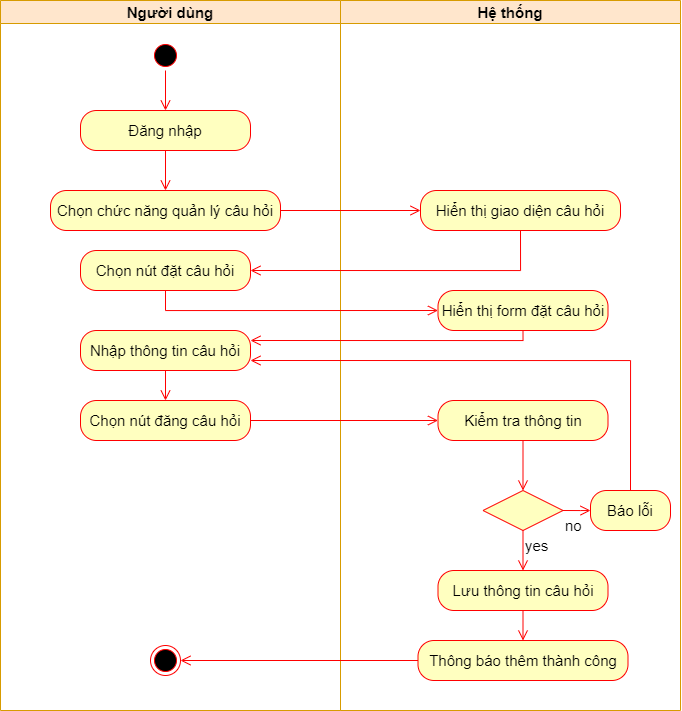 Người dùng
Hệ thống
Đăng nhập
Chọn chức năng quản lý câu hỏi
Hiển thị giao diện câu hỏi
Chọn nút đặt câu hỏi
Hiển thị form đặt câu hỏi
Nhập thông tin câu hỏi
Chọn nút đăng câu hỏi
Kiểm tra thông tin
no
Báo lỗi
yes
Lưu thông tin câu hỏi
Thông báo thêm thành công